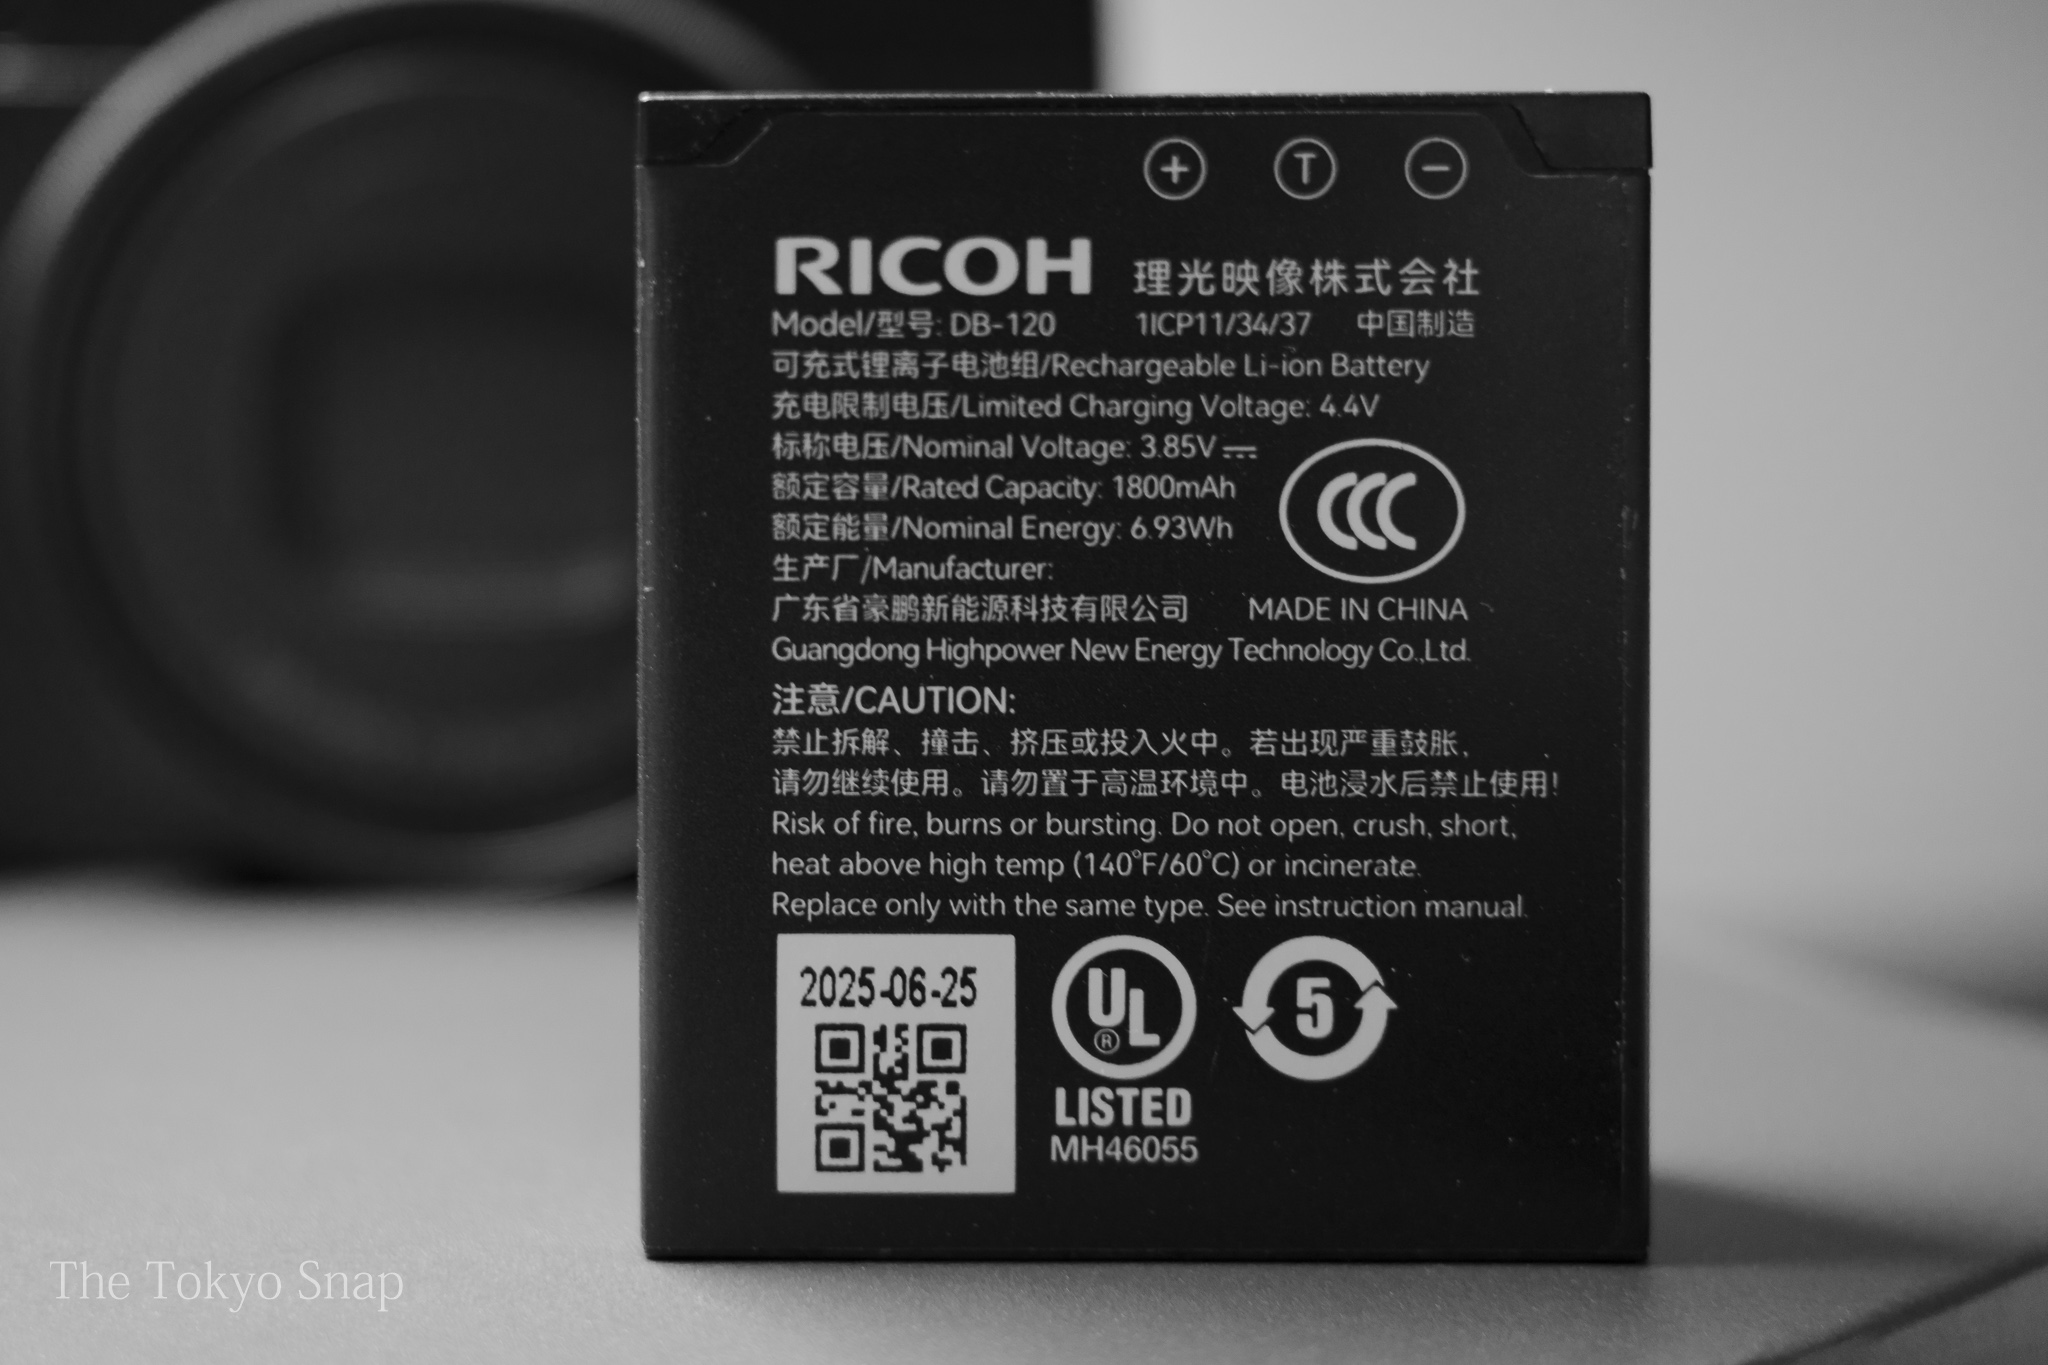 + T −
RICOH 理光映像株式会社
Model/型号: DB-120 1ICP11/34/37 中国制造
可充式锂离子电池组/Rechargeable Li-ion Battery
充电限制电压/Limited Charging Voltage: 4.4V
标称电压/Nominal Voltage: 3.85V ⎓
额定容量/Rated Capacity: 1800mAh
额定能量/Nominal Energy: 6.93Wh
CCC
生产厂/Manufacturer:
广东省豪鹏新能源科技有限公司 MADE IN CHINA
Guangdong Highpower New Energy Technology Co.,Ltd.
注意/CAUTION:
禁止拆解、撞击、挤压或投入火中。若出现严重鼓胀，
请勿继续使用。请勿置于高温环境中。电池浸水后禁止使用！
Risk of fire, burns or bursting. Do not open, crush, short,
heat above high temp (140°F/60°C) or incinerate.
Replace only with the same type. See instruction manual.
2025-06-25
UL ®
LISTED
MH46055
5
The Tokyo Snap